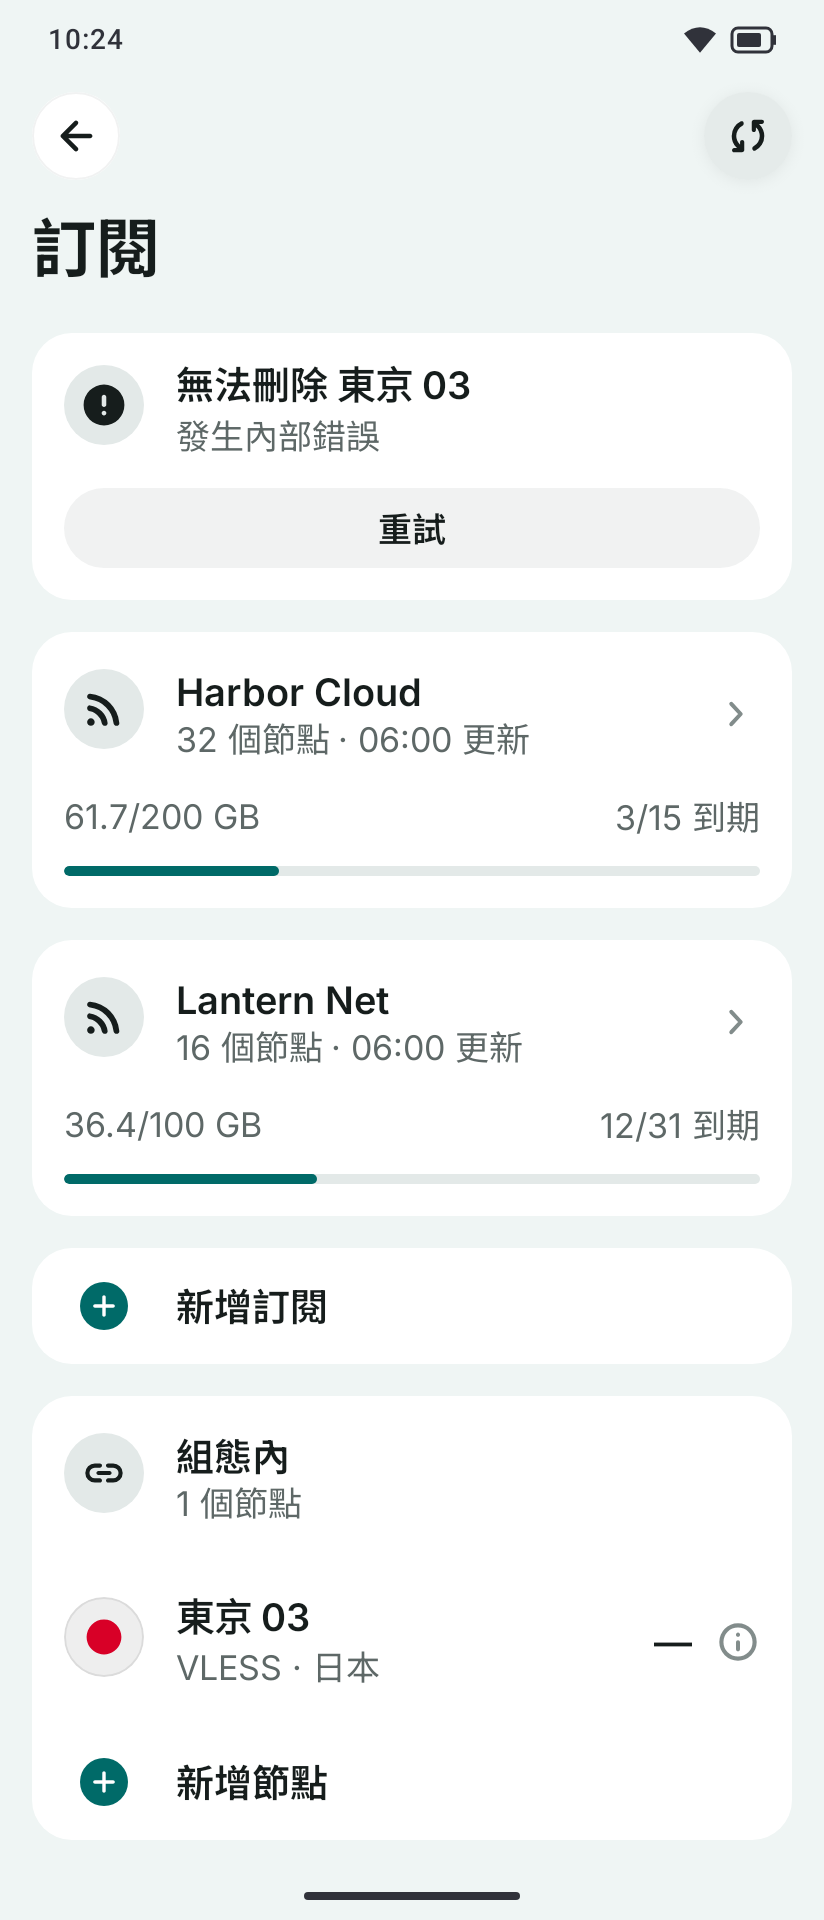 10:24
訂閱
無法刪除 東京 03
發生內部錯誤
重試
Harbor Cloud
32 個節點 · 06:00 更新
61.7/200 GB
3/15 到期
Lantern Net
16 個節點 · 06:00 更新
36.4/100 GB
12/31 到期
新增訂閱
組態內
1 個節點
東京 03
VLESS · 日本
—
新增節點